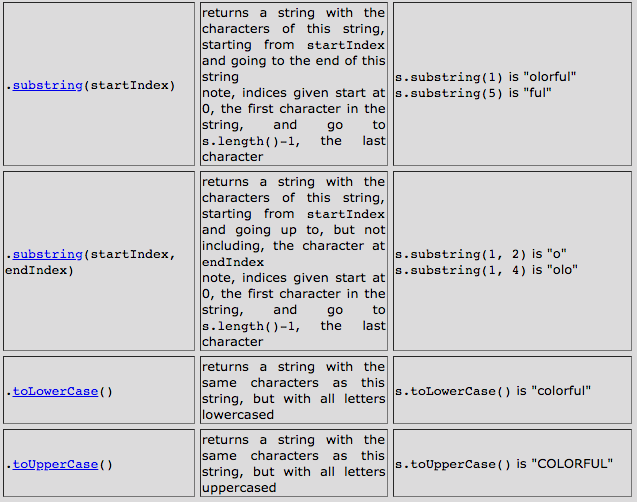 .substring(startIndex)
returns a string with the
characters of this string,
starting from startIndex
and going to the end of this
string
note, indices given start at
0, the first character in the
string, and go to
s.length()-1, the last
character
s.substring(1) is "olorful"
s.substring(5) is "ful"
.substring(startIndex,
endIndex)
returns a string with the
characters of this string,
starting from startIndex
and going up to, but not
including, the character at
endIndex
note, indices given start at
0, the first character in the
string, and go to
s.length()-1, the last
character
s.substring(1, 2) is "o"
s.substring(1, 4) is "olo"
.toLowerCase()
returns a string with the
same characters as this
string, but with all letters
lowercased
s.toLowerCase() is "colorful"
.toUpperCase()
returns a string with the
same characters as this
string, but with all letters
uppercased
s.toUpperCase() is "COLORFUL"